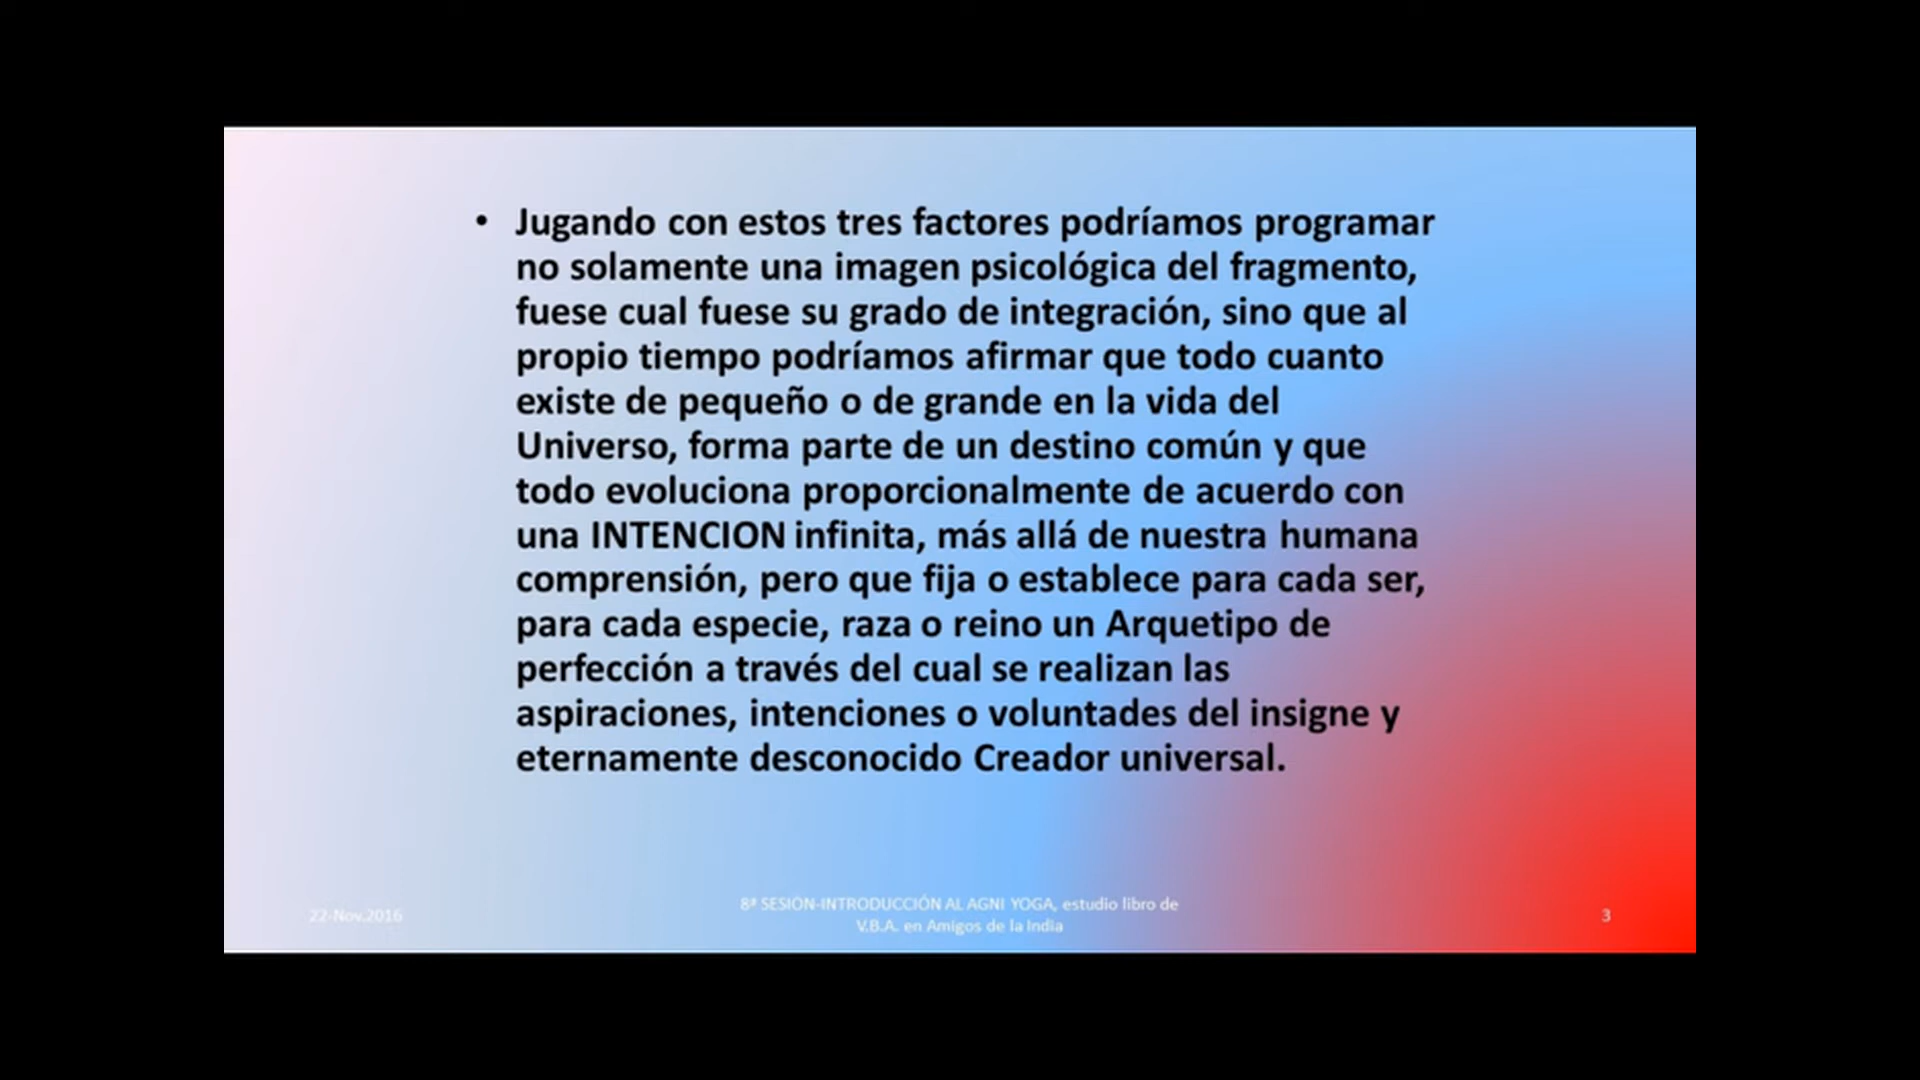 • Jugando con estos tres factores podríamos programar
no solamente una imagen psicológica del fragmento,
fuese cual fuese su grado de integración, sino que al
propio tiempo podríamos afirmar que todo cuanto
existe de pequeño o de grande en la vida del
Universo, forma parte de un destino común y que
todo evoluciona proporcionalmente de acuerdo con
una INTENCION infinita, más allá de nuestra humana
comprensión, pero que fija o establece para cada ser,
para cada especie, raza o reino un Arquetipo de
perfección a través del cual se realizan las
aspiraciones, intenciones o voluntades del insigne y
eternamente desconocido Creador universal.
22-Nov.2016
8ª SESIÓN-INTRODUCCIÓN AL AGNI YOGA, estudio libro de
V.B.A. en Amigos de la India
3